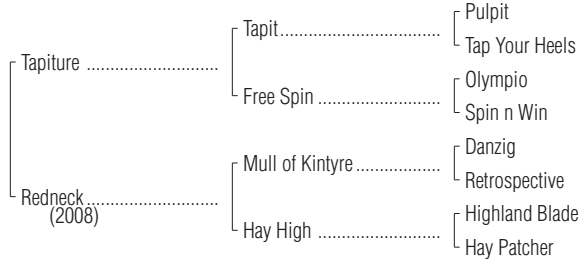 Pulpit
Tapit
Tap Your Heels
Tapiture
Olympio
Free Spin
Spin n Win
Danzig
Mull of Kintyre
Retrospective
Redneck
(2008)
Highland Blade
Hay High
Hay Patcher